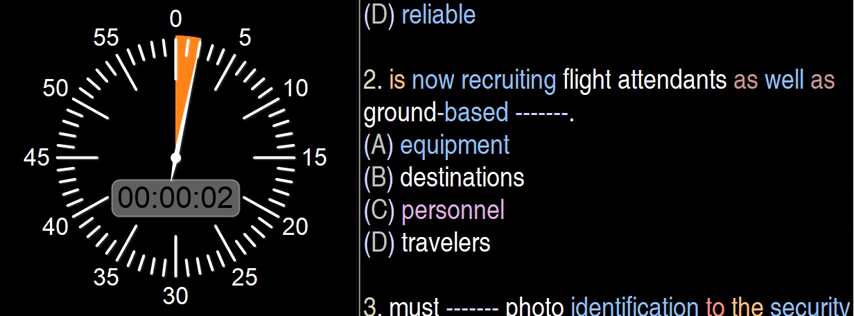 0
5
10
15
20
25
30
35
40
45
50
55
00:00:02
(D) reliable
2. is now recruiting flight attendants as well as
ground-based -------.
(A) equipment
(B) destinations
(C) personnel
(D) travelers
3. must ------- photo identification to the security